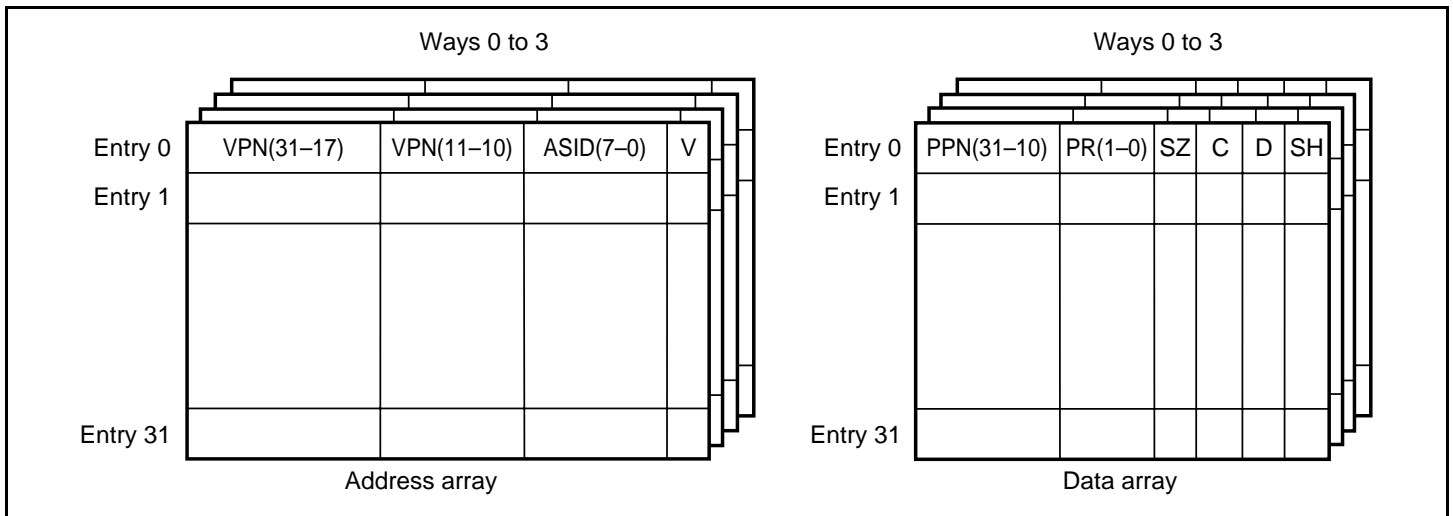 Ways 0 to 3 Ways 0 to 3
Entry 0 VPN(31–17) VPN(11–10) ASID(7–0) V Entry 0 PPN(31–10) PR(1–0) SZ C D SH
Entry 1 Entry 1
Entry 31 Entry 31
Address array Data array